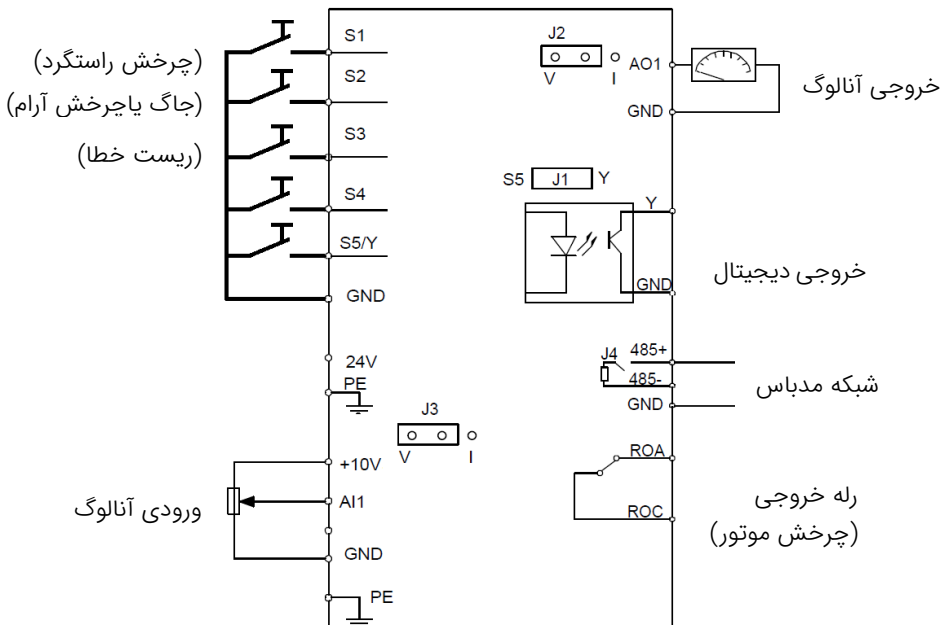 S1
(چرخش راستگرد)
S2
(جاگ یاچرخش آرام)
S3
(ریست خطا)
S4
S5/Y
GND
24V
PE
J3
V I
+10V
AI1
ورودی آنالوگ
GND
PE
J2
V I
AO1
خروجی آنالوگ
GND
S5 J1 Y
Y
خروجی دیجیتال
GND
J4 485+
485-
شبکه مدباس
GND
ROA
رله خروجی
ROC
(چرخش موتور)